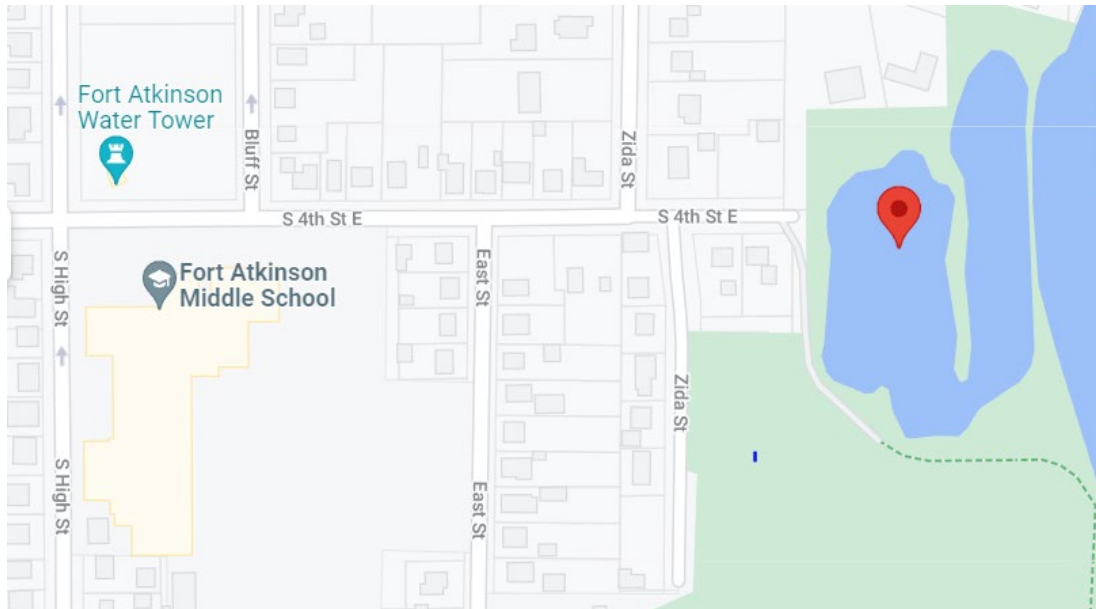 Fort Atkinson
Water Tower
Bluff St
Zida St
S 4th St E
S 4th St E
S High St
Fort Atkinson
Middle School
East St
Zida St
S High St
East St